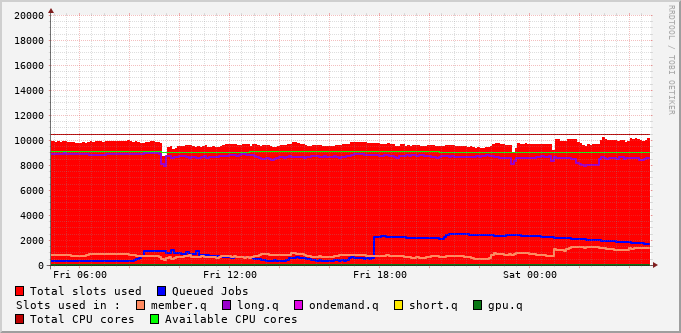 RRDTOOL / TOBI OETIKER
20000
18000
16000
14000
12000
10000
8000
6000
4000
2000
0
Fri 06:00 Fri 12:00 Fri 18:00 Sat 00:00
Total slots used Queued Jobs
Slots used in : member.q long.q ondemand.q short.q gpu.q
Total CPU cores Available CPU cores